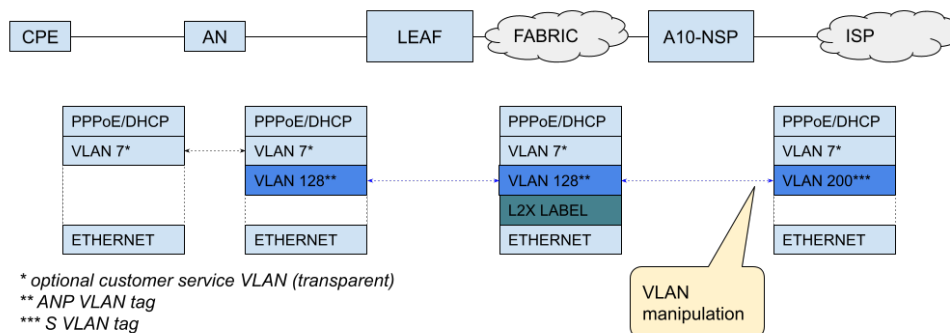 CPE
AN
LEAF
FABRIC
A10-NSP
ISP
PPPoE/DHCP
PPPoE/DHCP
PPPoE/DHCP
PPPoE/DHCP
VLAN 7*
VLAN 7*
VLAN 7*
VLAN 7*
VLAN 128**
VLAN 128**
VLAN 200***
L2X LABEL
ETHERNET
ETHERNET
ETHERNET
ETHERNET
* optional customer service VLAN (transparent)
** ANP VLAN tag
*** S VLAN tag
VLAN
manipulation